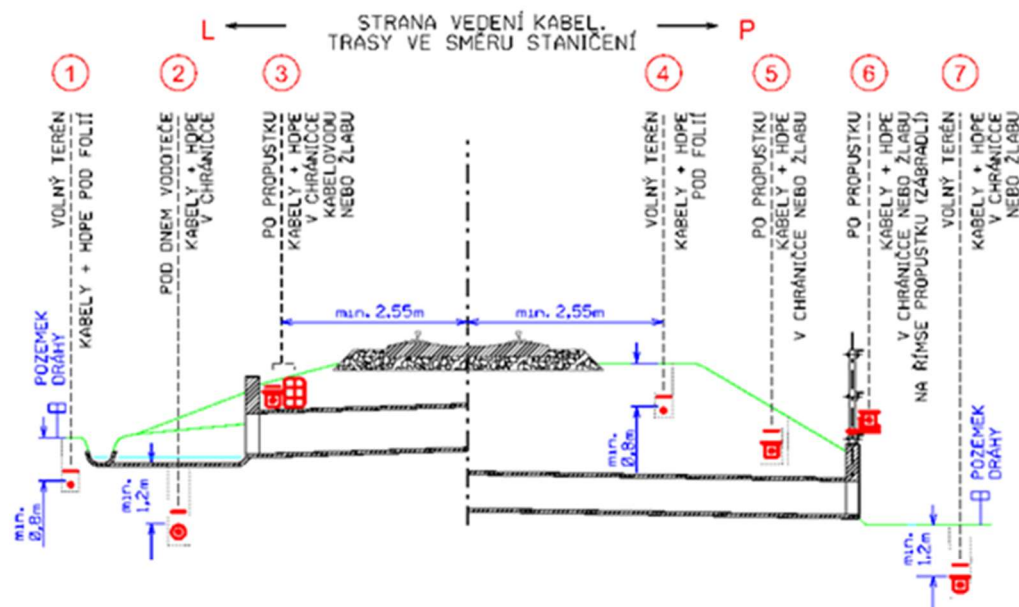 STRANA VEDENÍ KABEL.
TRASY VE SMĚRU STANIČENÍ
L
P
1
2
3
4
5
6
7
VOLNÝ TERÉN
KABELY + HDPE POD FOLIÍ
POD DNEM VODOTEČE
KABELY + HDPE
V CHRÁNIČCE
PO PROPUSTKU
KABELY + HDPE
V CHRÁNIČCE
KABELOVODU
NEBO ŽLABU
VOLNÝ TERÉN
KABELY + HDPE
POD FOLIÍ
PO PROPUSTKU
KABELY + HDPE
V CHRÁNIČCE NEBO ŽLABU
PO PROPUSTKU
KABELY + HDPE
V CHRÁNIČCE NEBO ŽLABU
NA ŘÍMSE PROPUSTKU (ZÁBRADLÍ)
VOLNÝ TERÉN
KABELY + HDPE
V CHRÁNIČCE
NEBO ŽLABU
min. 2,55m
min. 2,55m
POZEMEK
DRÁHY
POZEMEK
DRÁHY
min.
0,8m
min.
1,2m
min.
0,8m
min.
1,2m